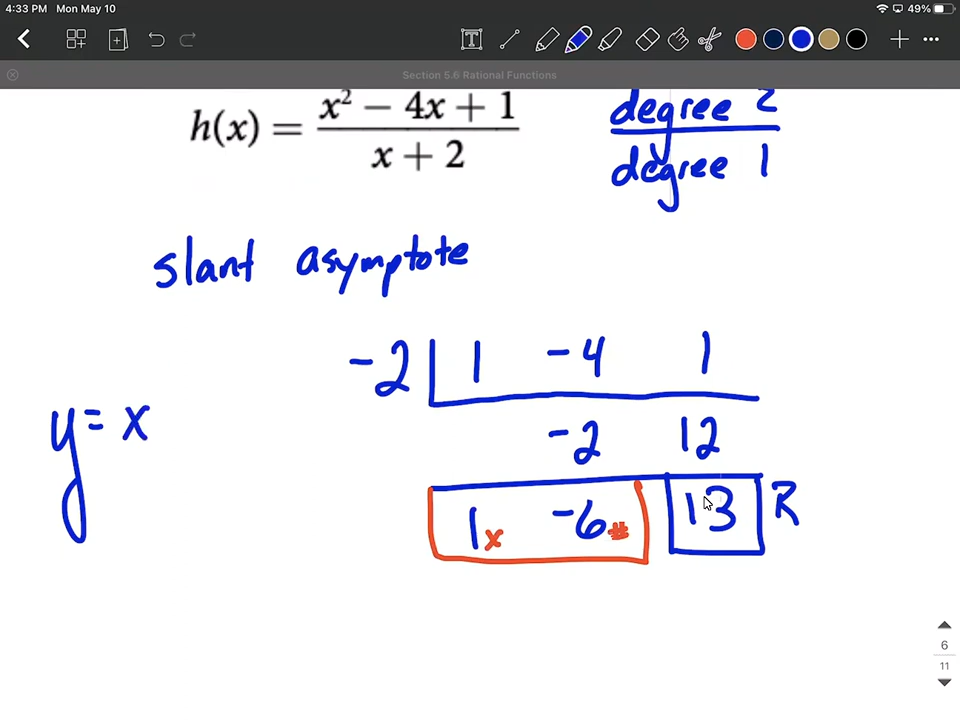 4:33 PM Mon May 10 49%
Section 5.6 Rational Functions
h(x) = \frac{x² − 4x + 1}{x + 2}
degree 2
degree 1
slant asymptote
-2 | 1 -4 1
-2 12
y = x
1x -6# 13 R
6
11